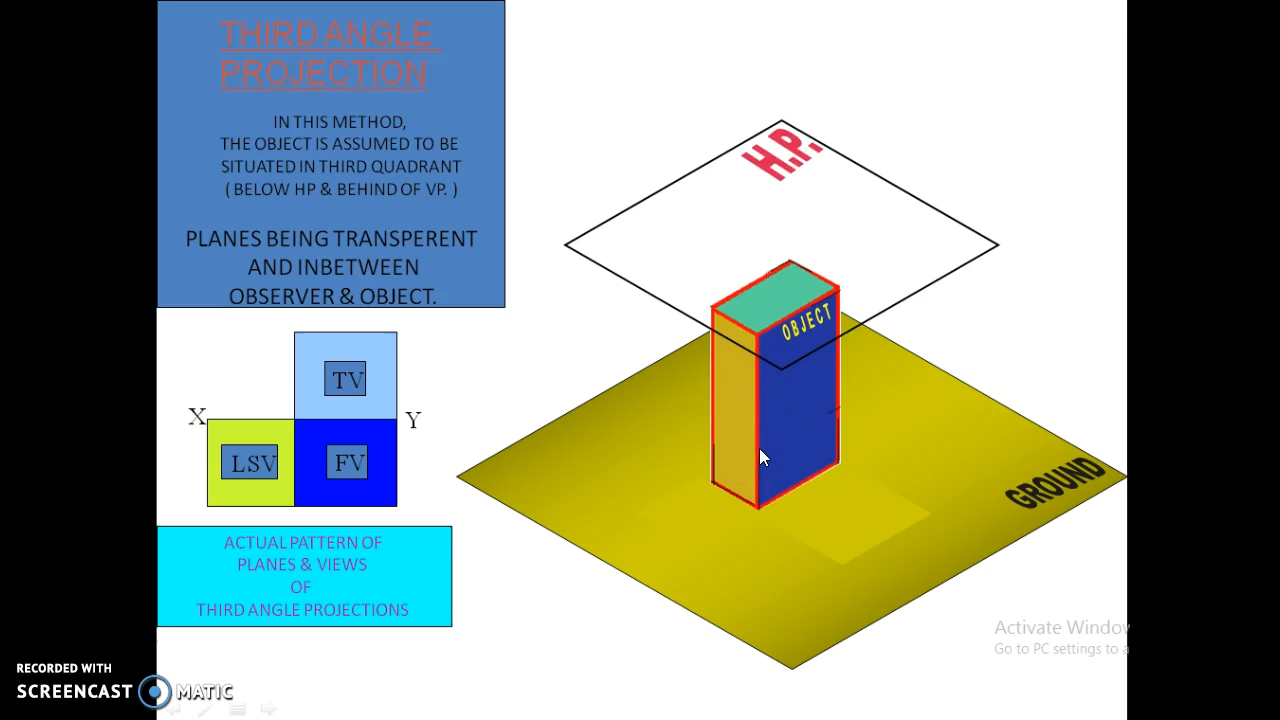 THIRD ANGLE
PROJECTION
IN THIS METHOD,
THE OBJECT IS ASSUMED TO BE
SITUATED IN THIRD QUADRANT
( BELOW HP & BEHIND OF VP. )
PLANES BEING TRANSPERENT
AND INBETWEEN
OBSERVER & OBJECT.
H.P.
OBJECT
GROUND
TV
X
Y
LSV
FV
ACTUAL PATTERN OF
PLANES & VIEWS
OF
THIRD ANGLE PROJECTIONS
Activate Window
Go to PC settings to a
RECORDED WITH
SCREENCAST MATIC